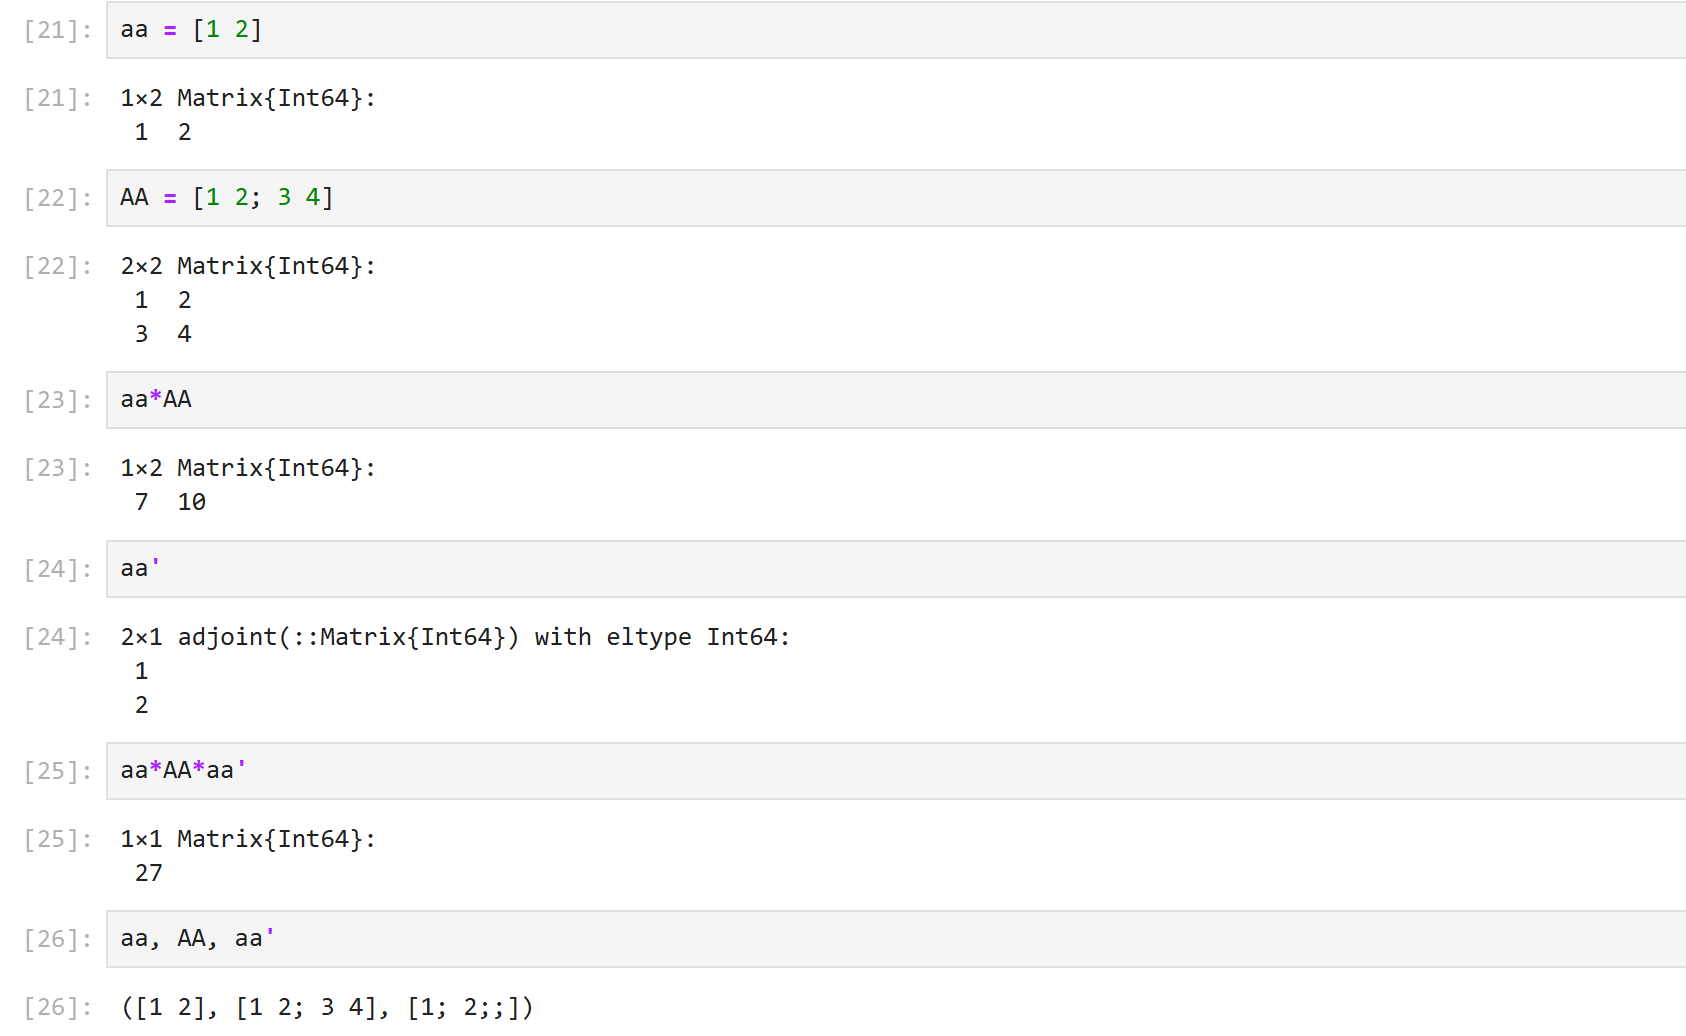 [21]: aa = [1 2]
[21]: 1×2 Matrix{Int64}:
 1  2
[22]: AA = [1 2; 3 4]
[22]: 2×2 Matrix{Int64}:
 1  2
 3  4
[23]: aa*AA
[23]: 1×2 Matrix{Int64}:
 7  10
[24]: aa'
[24]: 2×1 adjoint(::Matrix{Int64}) with eltype Int64:
 1
 2
[25]: aa*AA*aa'
[25]: 1×1 Matrix{Int64}:
 27
[26]: aa, AA, aa'
[26]: ([1 2], [1 2; 3 4], [1; 2;;])